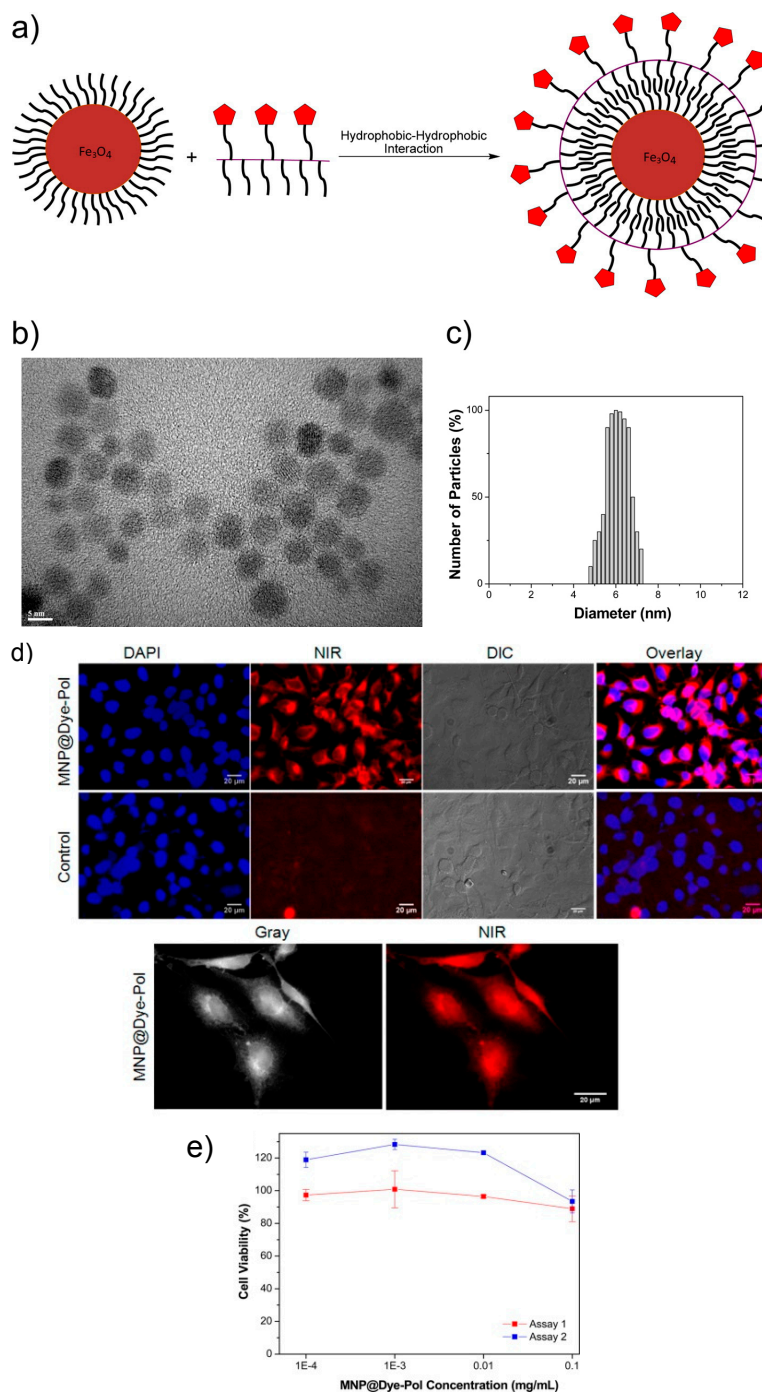 a)
Fe3O4
+
Hydrophobic-Hydrophobic
Interaction
Fe3O4
b)
5 nm
c)
Number of Particles (%)
100
50
0
0 2 4 6 8 10 12
Diameter (nm)
d)
DAPI NIR DIC Overlay
MNP@Dye-Pol
20 µm 20 µm 20 µm
Control
20 µm 20 µm 20 µm
Gray NIR
MNP@Dye-Pol
20 µm
e)
Cell Viability (%)
120
100
80
60
40
20
0
Assay 1
Assay 2
1E-4 1E-3 0.01 0.1
MNP@Dye-Pol Concentration (mg/mL)